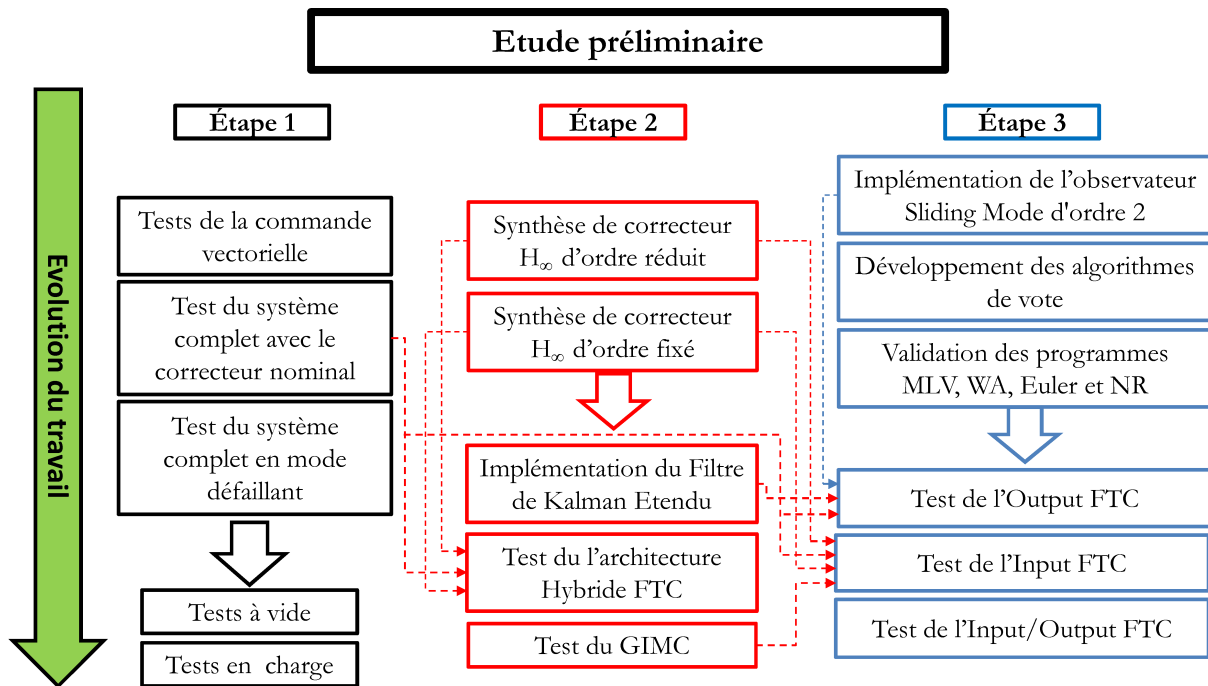 Etude préliminaire
Evolution du travail
Étape 1
Tests de la commande
vectorielle
Test du système
complet avec le
correcteur nominal
Test du système
complet en mode
défaillant
Tests à vide
Tests en charge
Étape 2
Synthèse de correcteur
H∞ d'ordre réduit
Synthèse de correcteur
H∞ d'ordre fixé
Implémentation du Filtre
de Kalman Etendu
Test du l'architecture
Hybride FTC
Test du GIMC
Étape 3
Implémentation de l'observateur
Sliding Mode d'ordre 2
Développement des algorithmes
de vote
Validation des programmes
MLV, WA, Euler et NR
Test de l'Output FTC
Test de l'Input FTC
Test de l'Input/Output FTC